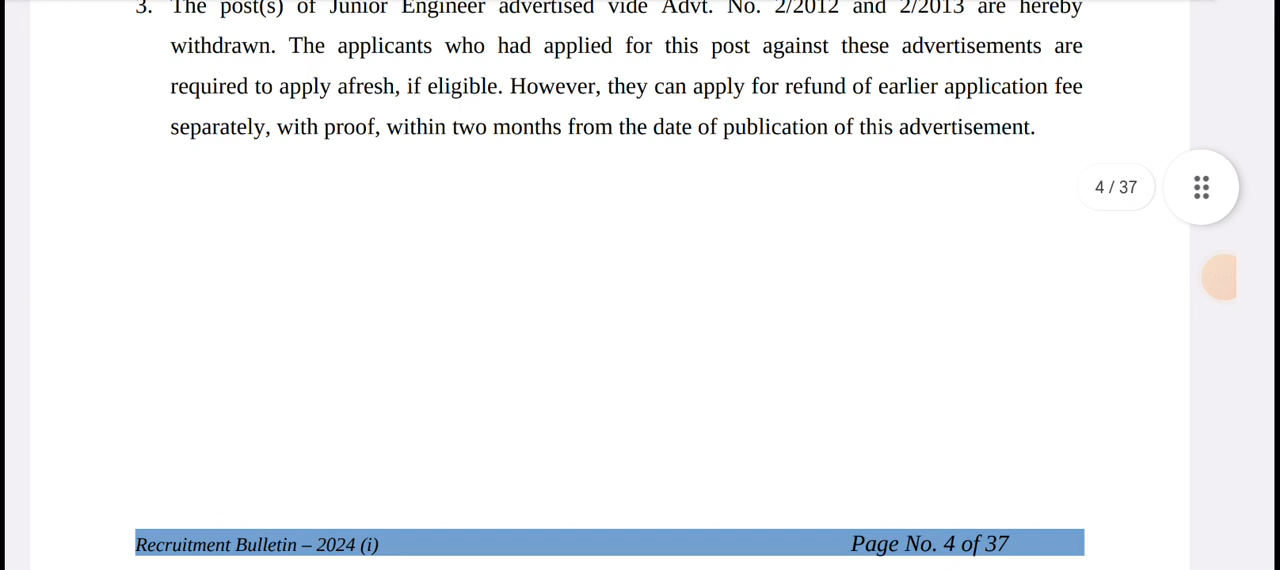 3. The post(s) of Junior Engineer advertised vide Advt. No. 2/2012 and 2/2013 are hereby
withdrawn. The applicants who had applied for this post against these advertisements are
required to apply afresh, if eligible. However, they can apply for refund of earlier application fee
separately, with proof, within two months from the date of publication of this advertisement.
4 / 37
Recruitment Bulletin – 2024 (i) Page No. 4 of 37